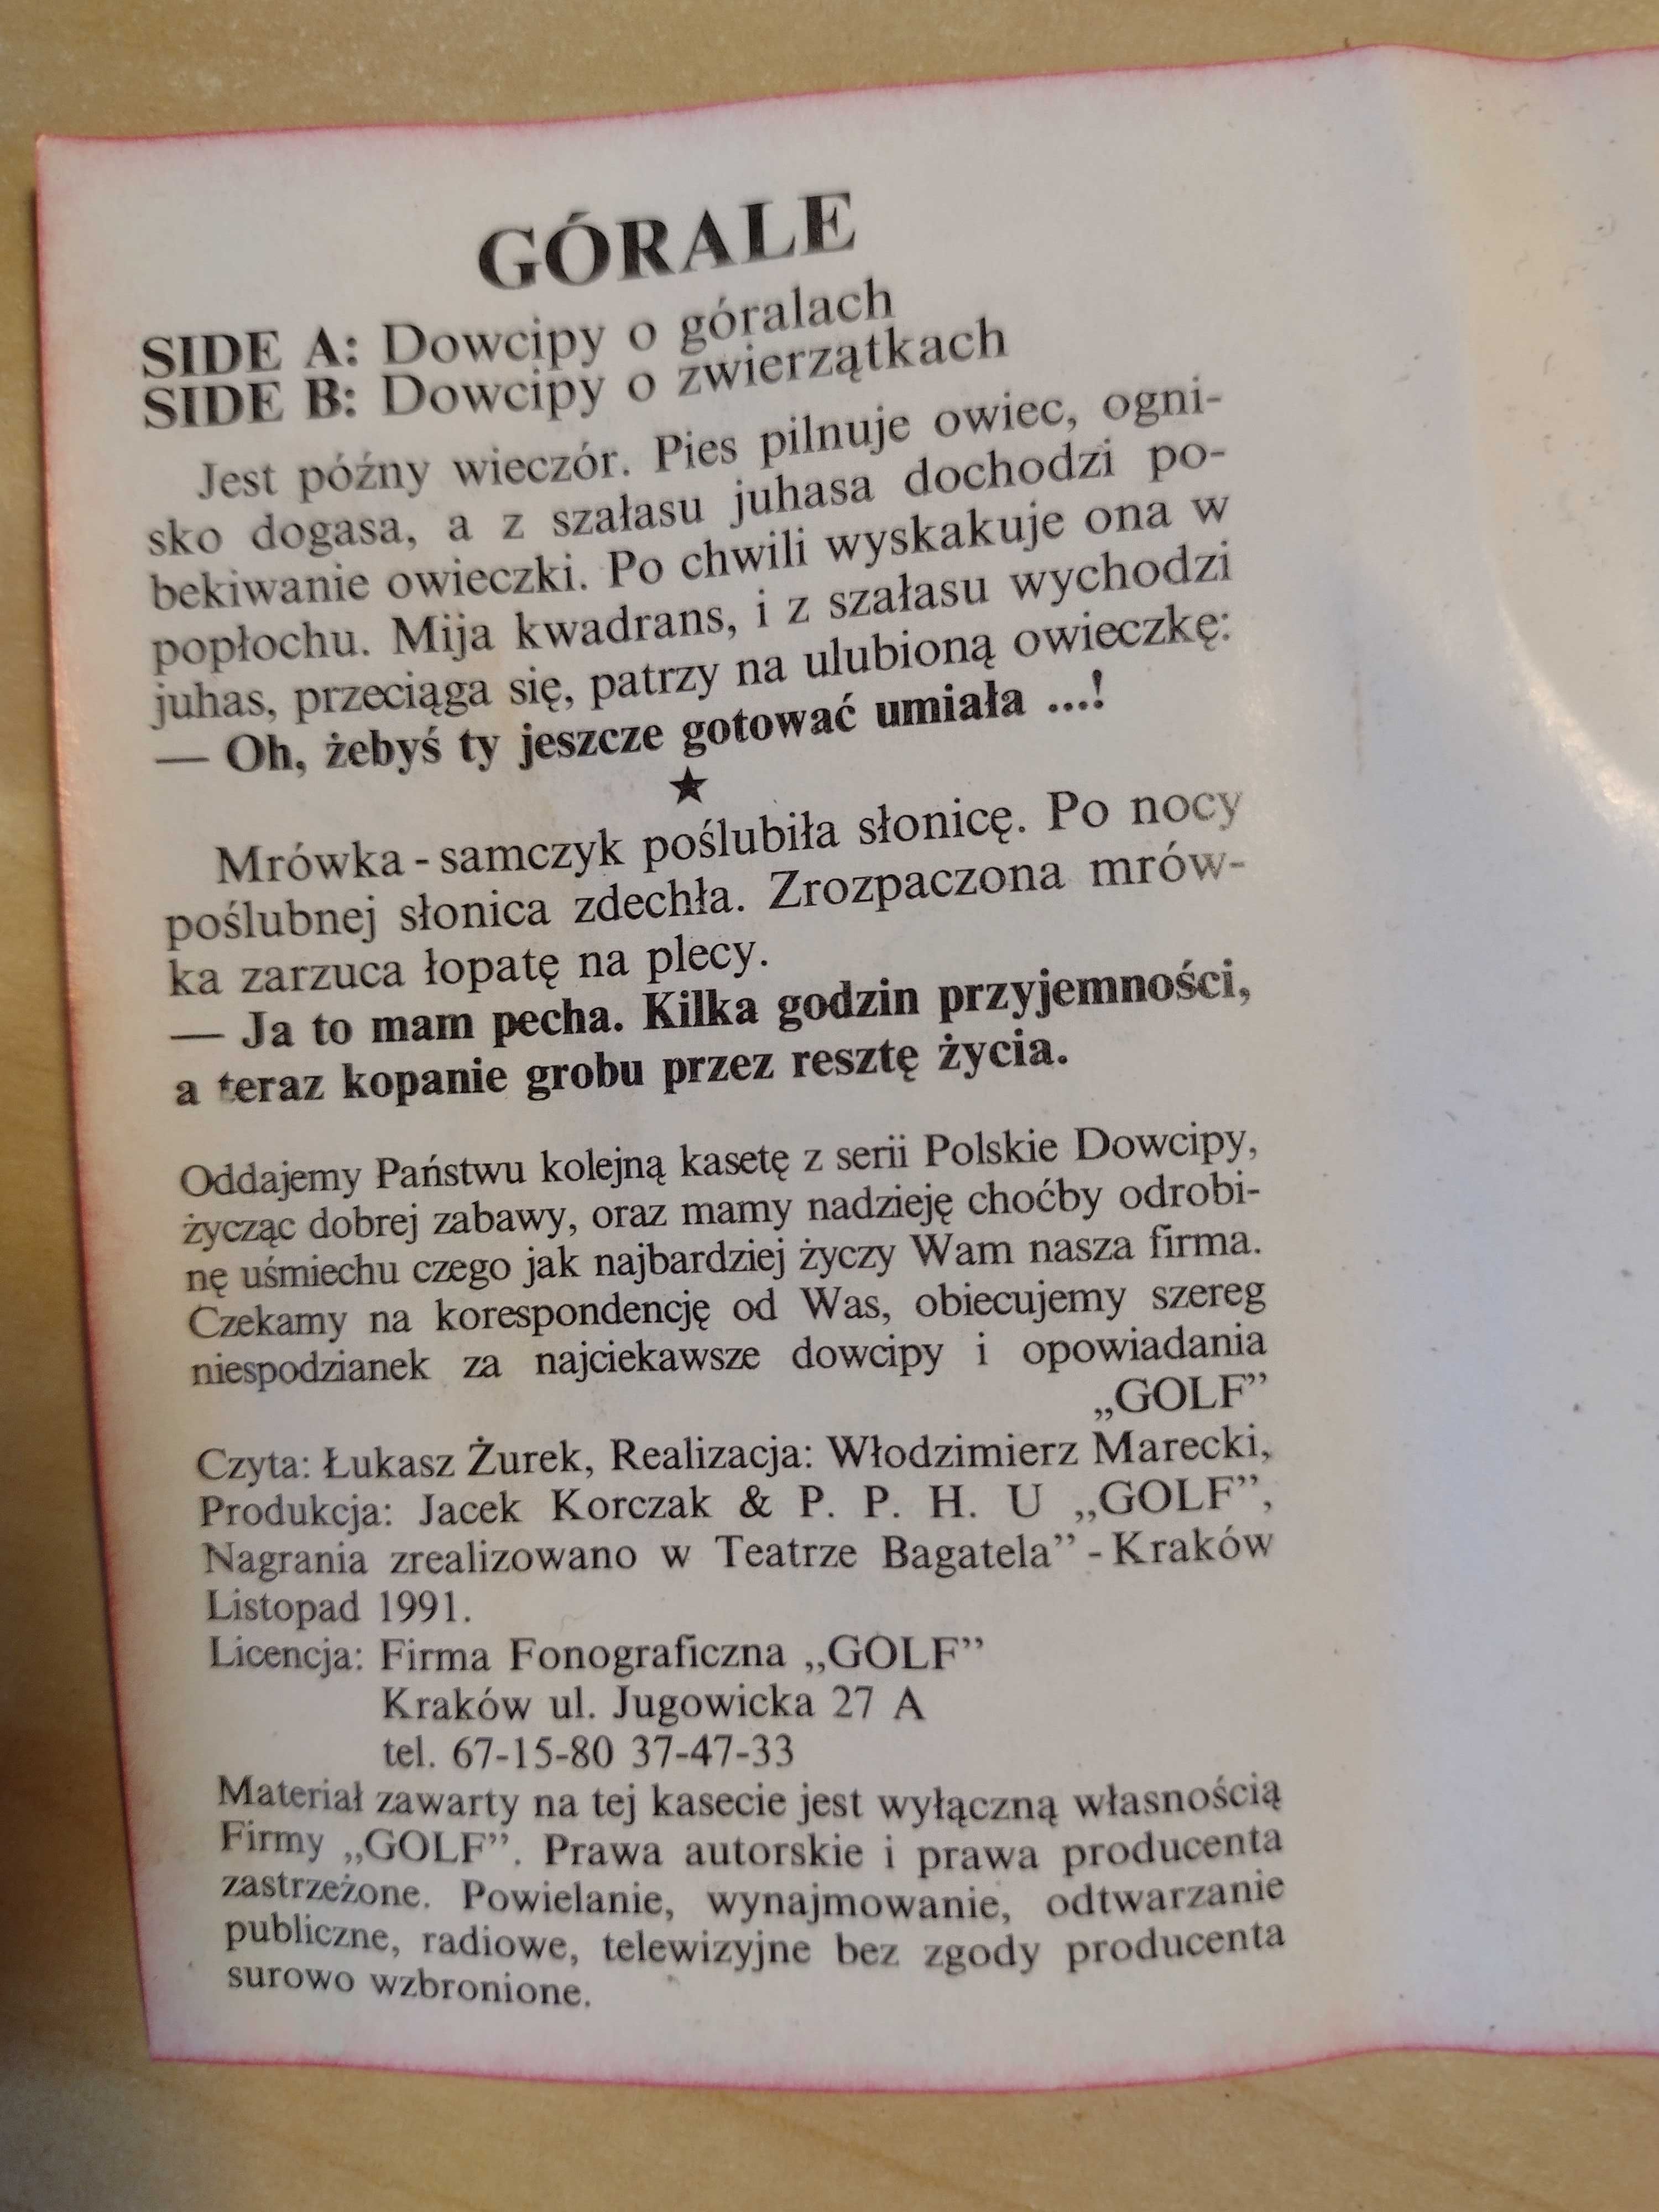 GÓRALE
SIDE A: Dowcipy o góralach
SIDE B: Dowcipy o zwierzątkach
Jest późny wieczór. Pies pilnuje owiec, ogni-
sko dogasa, a z szałasu juhasa dochodzi po-
bekiwanie owieczki. Po chwili wyskakuje ona w
popłochu. Mija kwadrans, i z szałasu wychodzi
juhas, przeciąga się, patrzy na ulubioną owieczkę:
— Oh, żebyś ty jeszcze gotować umiała ...!
★
Mrówka - samczyk poślubiła słonicę. Po nocy
poślubnej słonica zdechła. Zrozpaczona mrów-
ka zarzuca łopatę na plecy.
— Ja to mam pecha. Kilka godzin przyjemności,
a teraz kopanie grobu przez resztę życia.
Oddajemy Państwu kolejną kasetę z serii Polskie Dowcipy,
życząc dobrej zabawy, oraz mamy nadzieję choćby odrobi-
nę uśmiechu czego jak najbardziej życzy Wam nasza firma.
Czekamy na korespondencję od Was, obiecujemy szereg
niespodzianek za najciekawsze dowcipy i opowiadania
„GOLF”
Czyta: Łukasz Żurek, Realizacja: Włodzimierz Marecki,
Produkcja: Jacek Korczak & P. P. H. U „GOLF”,
Nagrania zrealizowano w Teatrze Bagatela” - Kraków
Listopad 1991.
Licencja: Firma Fonograficzna „GOLF”
Kraków ul. Jugowicka 27 A
tel. 67-15-80 37-47-33
Materiał zawarty na tej kasecie jest wyłączną własnością
Firmy „GOLF”. Prawa autorskie i prawa producenta
zastrzeżone. Powielanie, wynajmowanie, odtwarzanie
publiczne, radiowe, telewizyjne bez zgody producenta
surowo wzbronione.